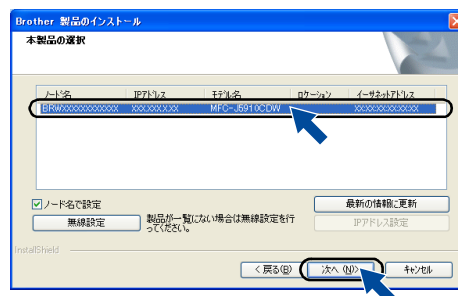 Brother 製品のインストール
本製品の選択
ノード名 IPアドレス モデル名 ロケーション イーサネットアドレス
BRWXXXXXXXXXXXX XXX.XXX.X.XX MFC-J5910CDW XX:XX:XX:XX:XX:XX
ノード名で設定
最新の情報に更新
無線設定
製品が一覧にない場合は無線設定を行
ってください。
IPアドレス設定
InstallShield
< 戻る(B) 次へ (N)> キャンセル